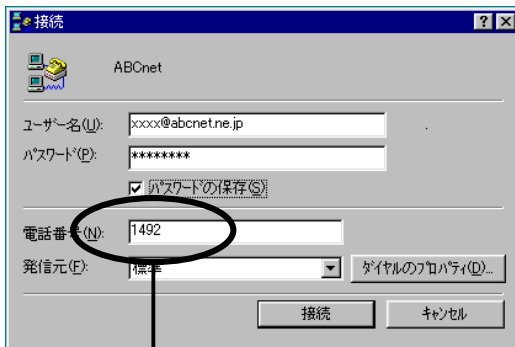 接続
ABCnet
ユーザー名(U): xxxx@abcnet.ne.jp
パスワード(P): ********
パスワードの保存(S)
電話番号(N): 1492
発信元(F): 標準 ダイヤルのプロパティ(D)...
接続 キャンセル